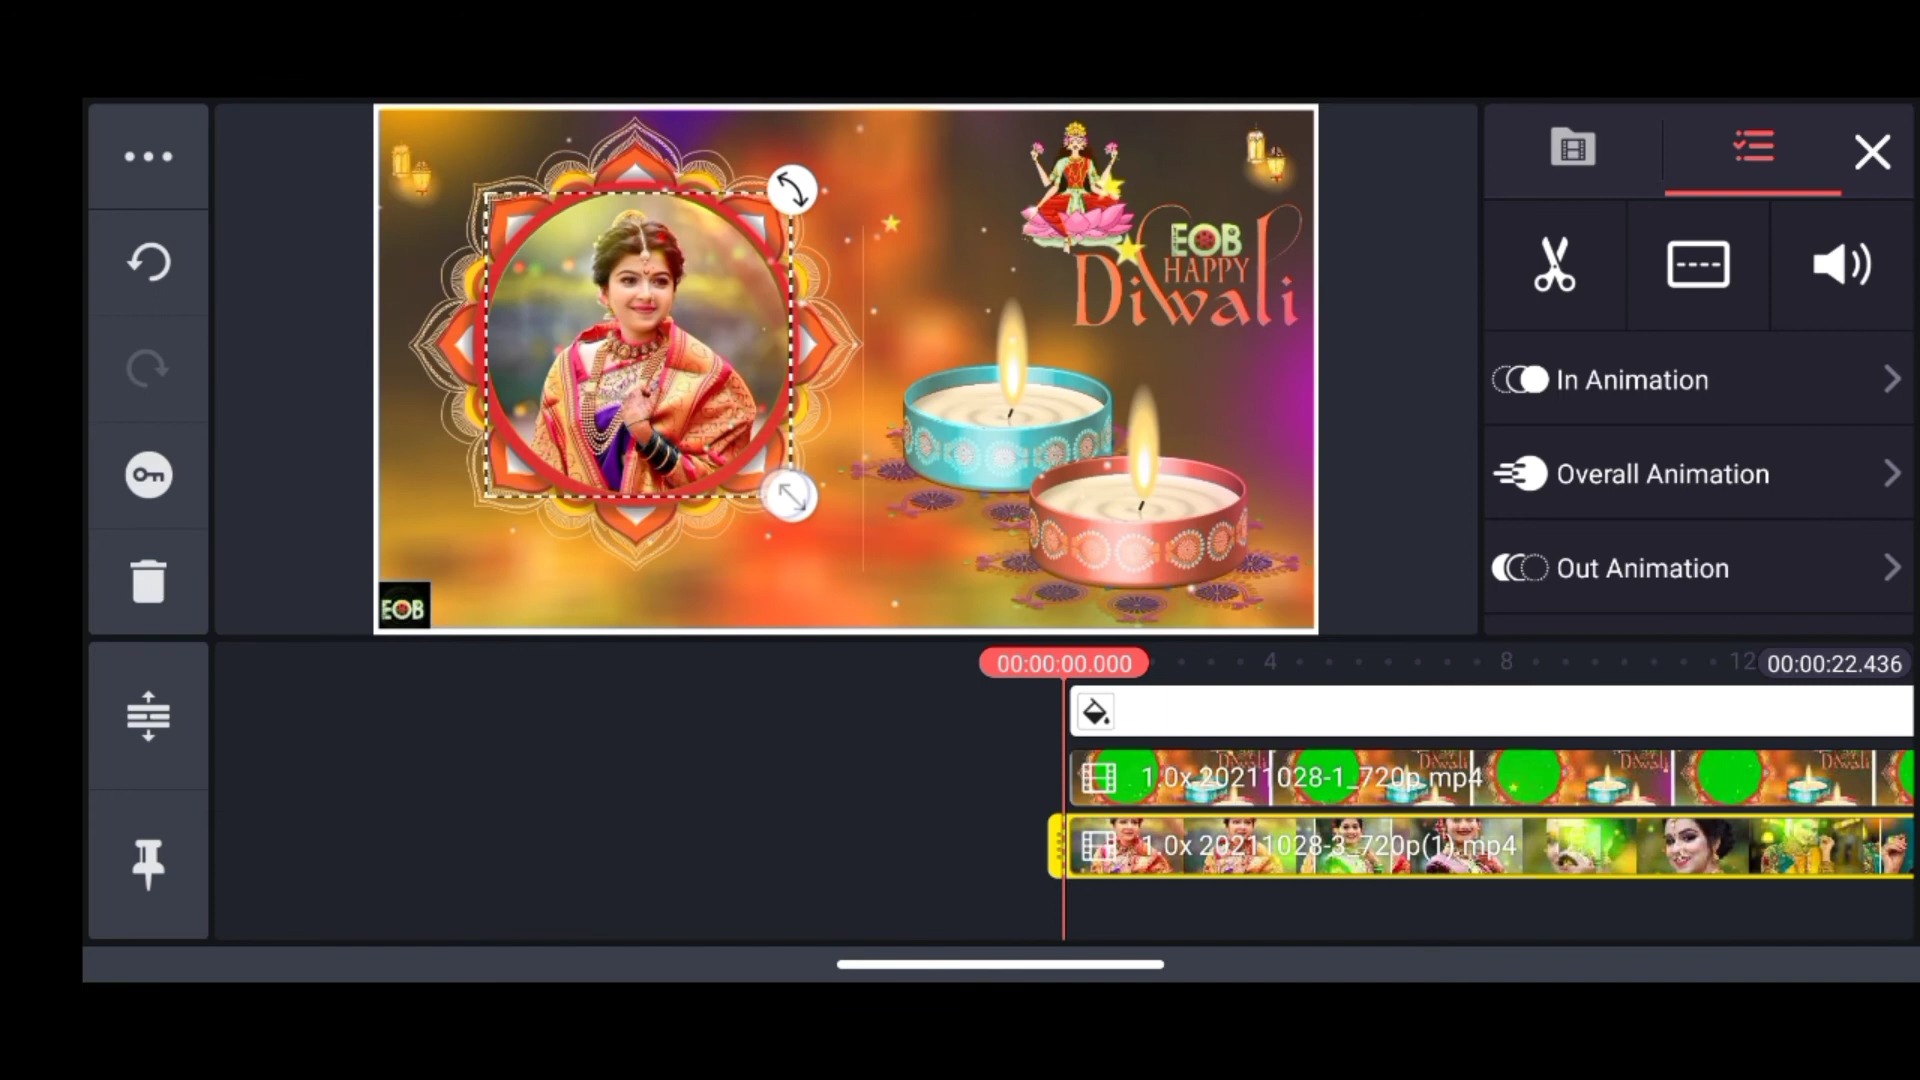 EOB
HAPPY
Diwali
EOB
In Animation
Overall Animation
Out Animation
00:00:00.000
4
8
12
00:00:22.436
1.0x 20211028-1_720p.mp4
1.0x 20211028-3_720p(1).mp4